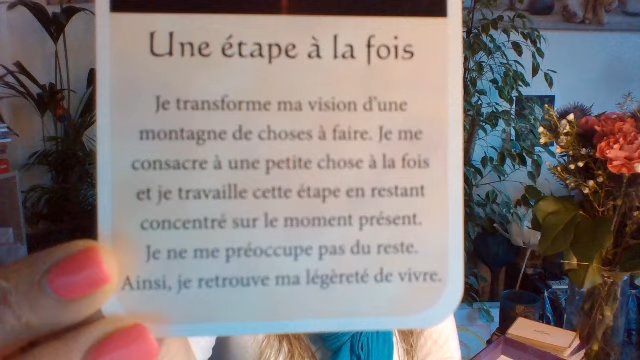 Une étape à la fois
Je transforme ma vision d'une
montagne de choses à faire. Je me
consacre à une petite chose à la fois
et je travaille cette étape en restant
concentré sur le moment présent.
Je ne me préoccupe pas du reste.
Ainsi, je retrouve ma légèreté de vivre.